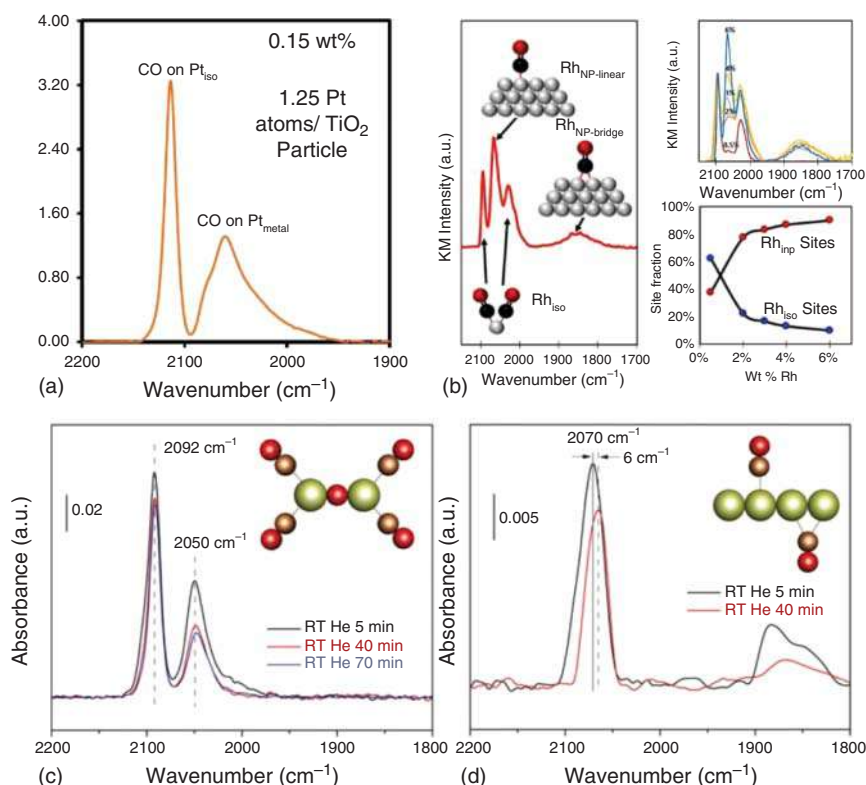 4.00
3.20
2.40
1.60
0.80
0.00
2200
2100
2000
1900
Wavenumber (cm⁻¹)
(a)
CO on Pt_iso
0.15 wt%
1.25 Pt
atoms/ TiO₂
Particle
CO on Pt_metal
KM Intensity (a.u.)
Rh_NP-linear
Rh_NP-bridge
Rh_iso
2100
2000
1900
1800
1700
Wavenumber (cm⁻¹)
(b)
KM Intensity (a.u.)
6%
4%
1%
2%
0.5%
2100
2000
1900
1800
1700
Wavenumber (cm⁻¹)
Site fraction
100%
80%
60%
40%
20%
0%
Rh_inp Sites
Rh_iso Sites
0%
2%
4%
6%
Wt % Rh
Absorbance (a.u.)
2092 cm⁻¹
0.02
2050 cm⁻¹
RT He 5 min
RT He 40 min
RT He 70 min
2200
2100
2000
1900
1800
Wavenumber (cm⁻¹)
(c)
Absorbance (a.u.)
2070 cm⁻¹
6 cm⁻¹
0.005
RT He 5 min
RT He 40 min
2200
2100
2000
1900
1800
Wavenumber (cm⁻¹)
(d)